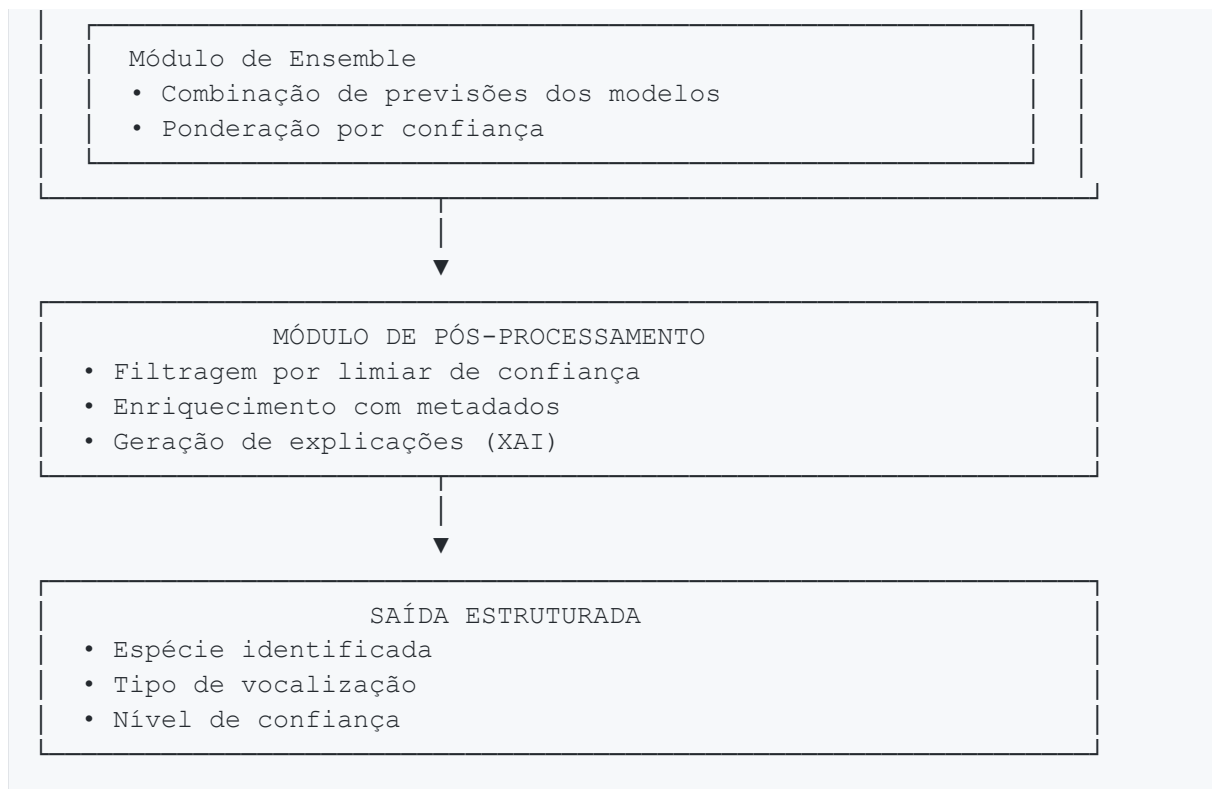 Módulo de Ensemble
• Combinação de previsões dos modelos
• Ponderação por confiança
MÓDULO DE PÓS-PROCESSAMENTO
• Filtragem por limiar de confiança
• Enriquecimento com metadados
• Geração de explicações (XAI)
SAÍDA ESTRUTURADA
• Espécie identificada
• Tipo de vocalização
• Nível de confiança